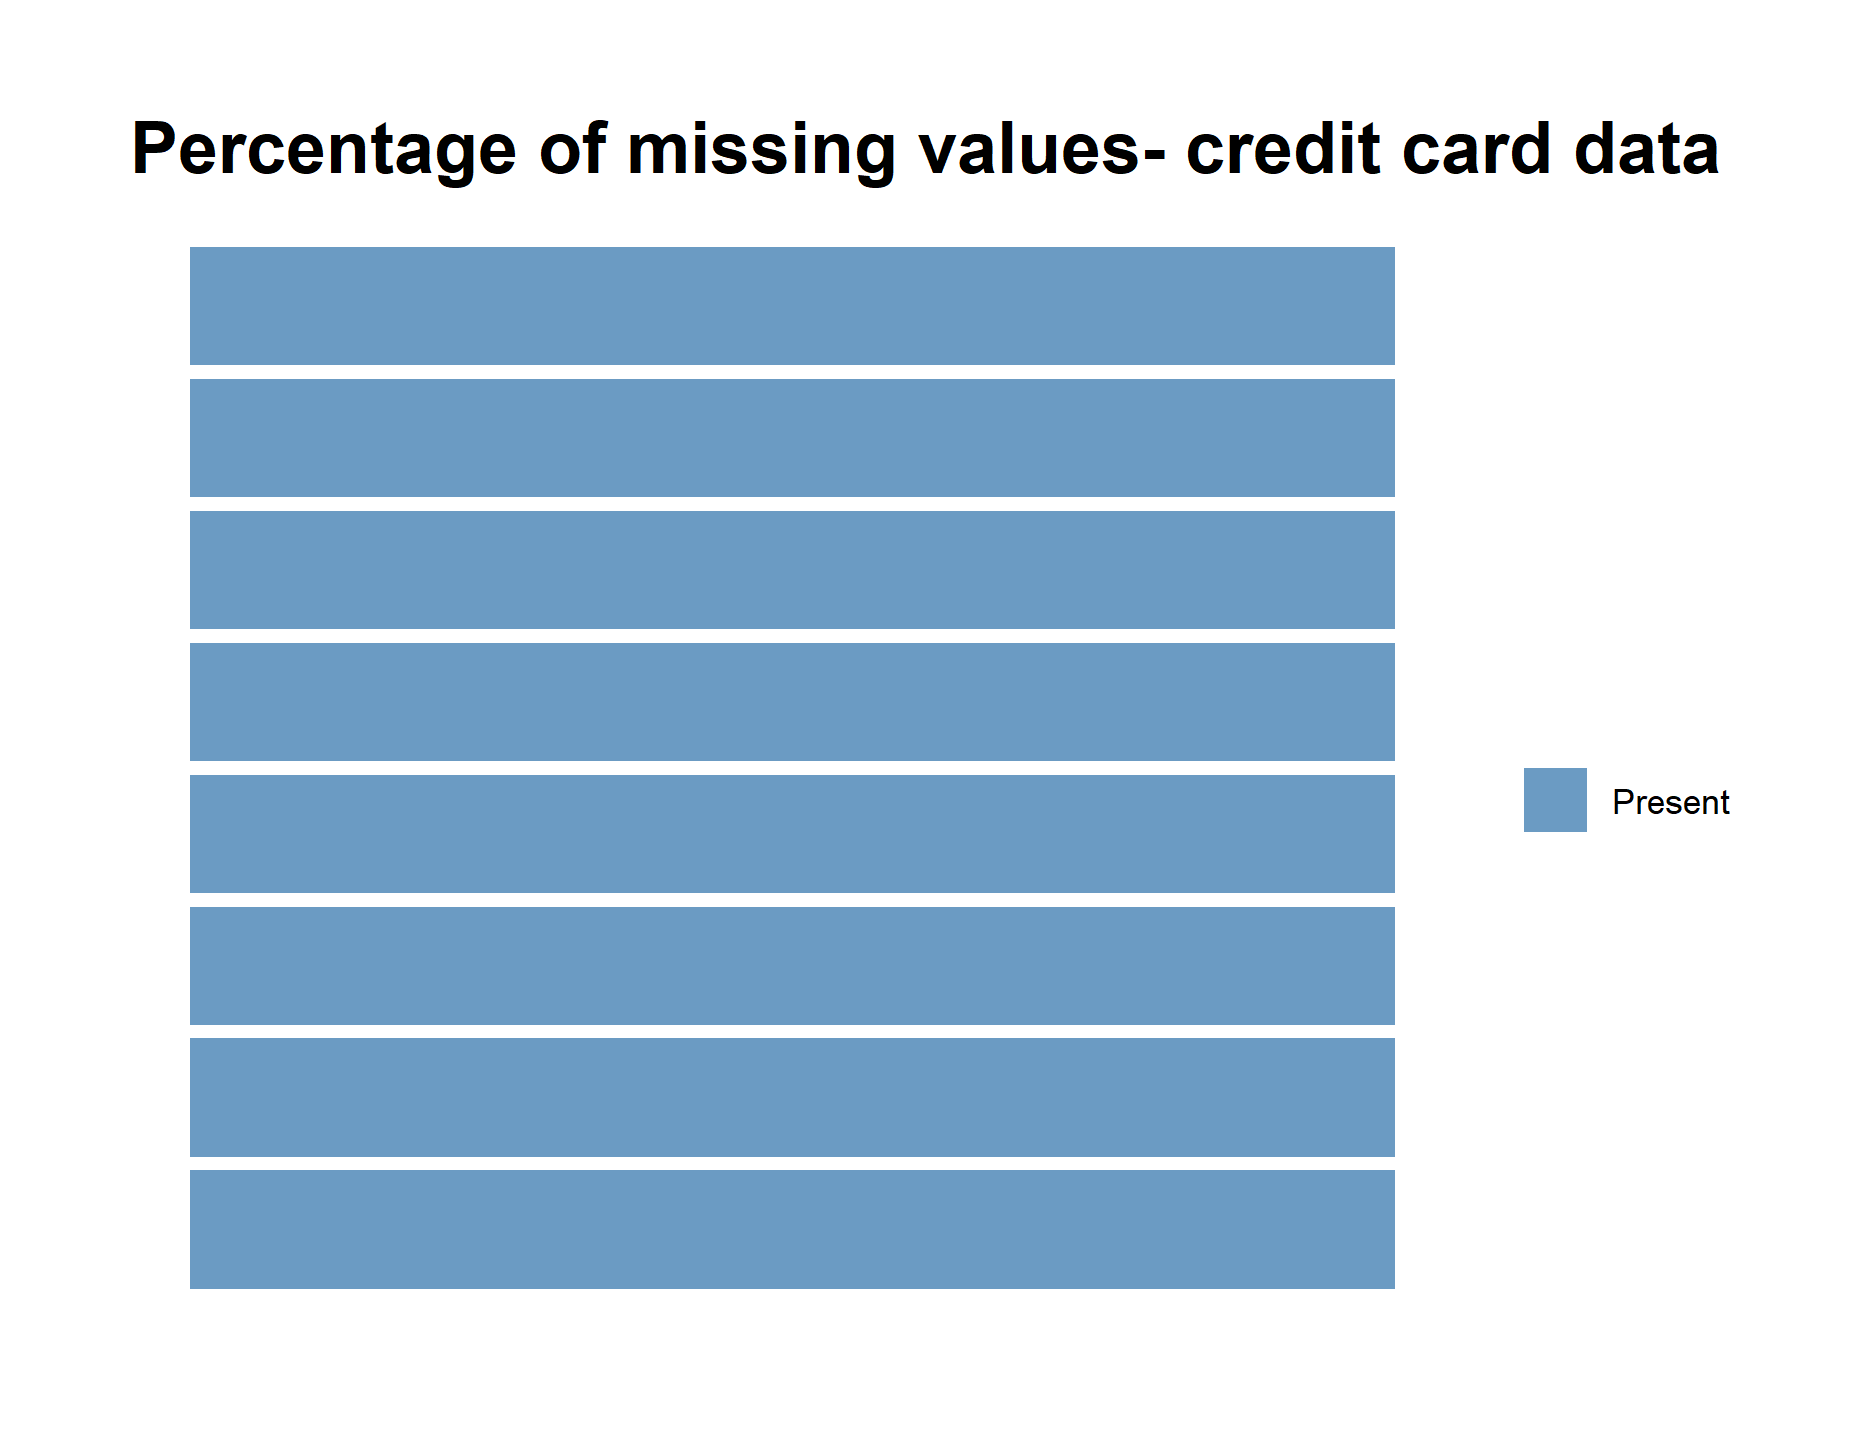 Percentage of missing values- credit card data
Present